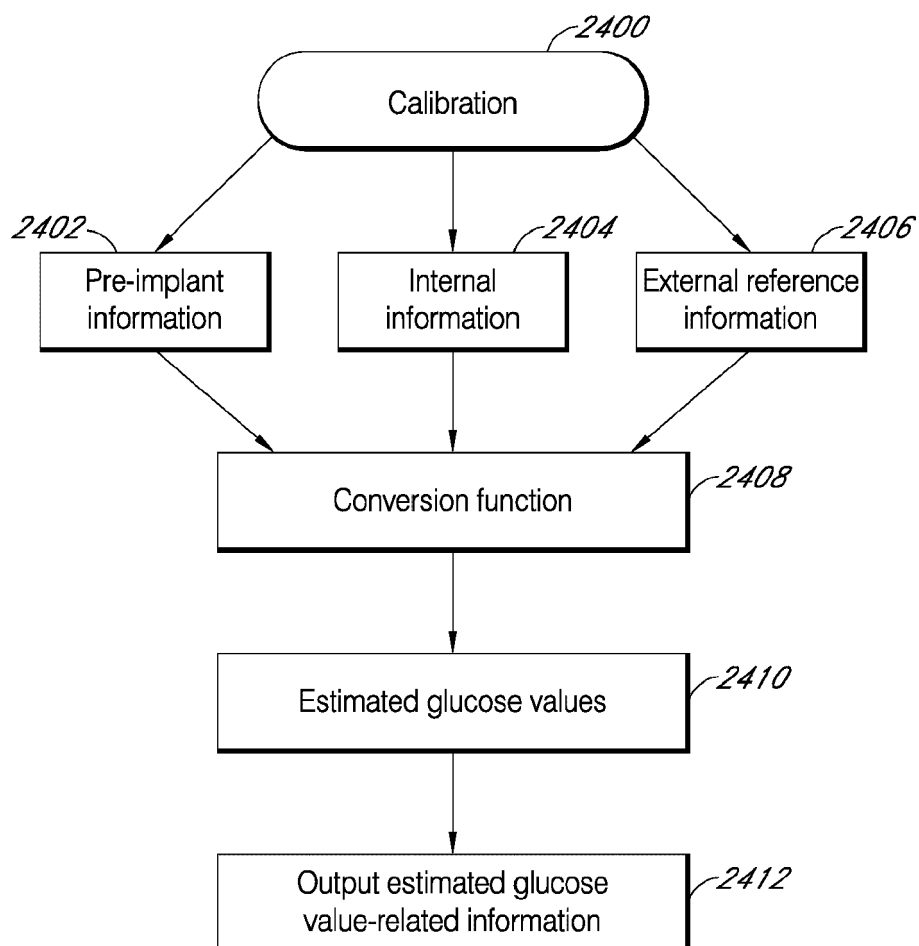 2400
Calibration
2402
2404
2406
Pre-implant
information
Internal
information
External reference
information
2408
Conversion function
2410
Estimated glucose values
2412
Output estimated glucose
value-related information